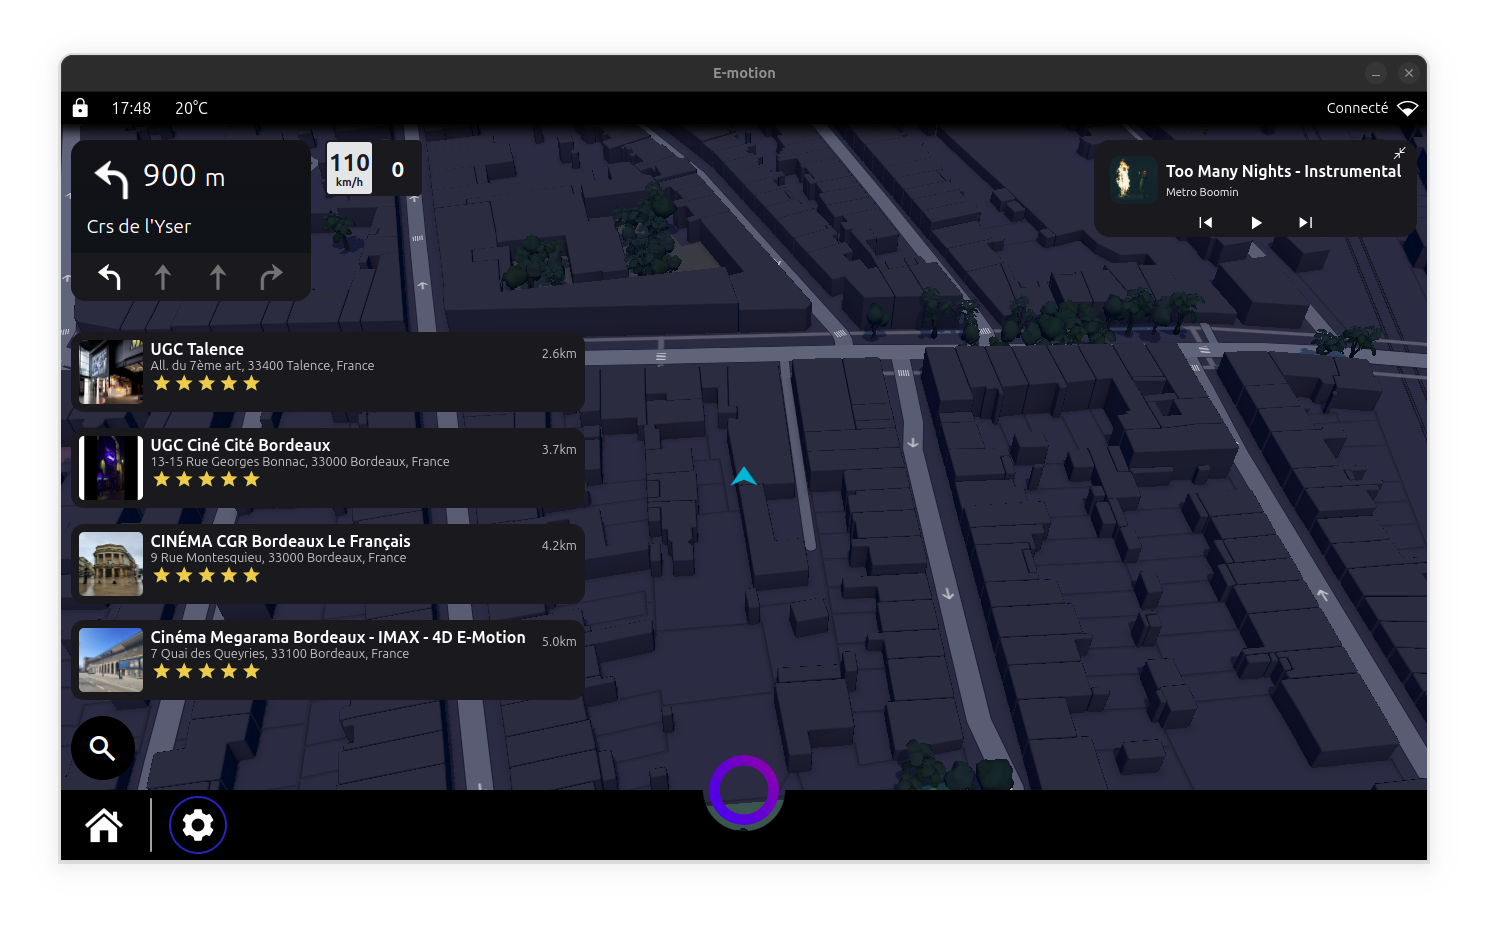 E-motion
17:48 20°C
Connecté
900 m
Crs de l'Yser
110
km/h
0
Too Many Nights - Instrumental
Metro Boomin
UGC Talence
2.6km
All. du 7ème art, 33400 Talence, France
UGC Ciné Cité Bordeaux
3.7km
13-15 Rue Georges Bonnac, 33000 Bordeaux, France
CINÉMA CGR Bordeaux Le Français
4.2km
9 Rue Montesquieu, 33000 Bordeaux, France
Cinéma Megarama Bordeaux - IMAX - 4D E-Motion
5.0km
7 Quai des Queyries, 33100 Bordeaux, France